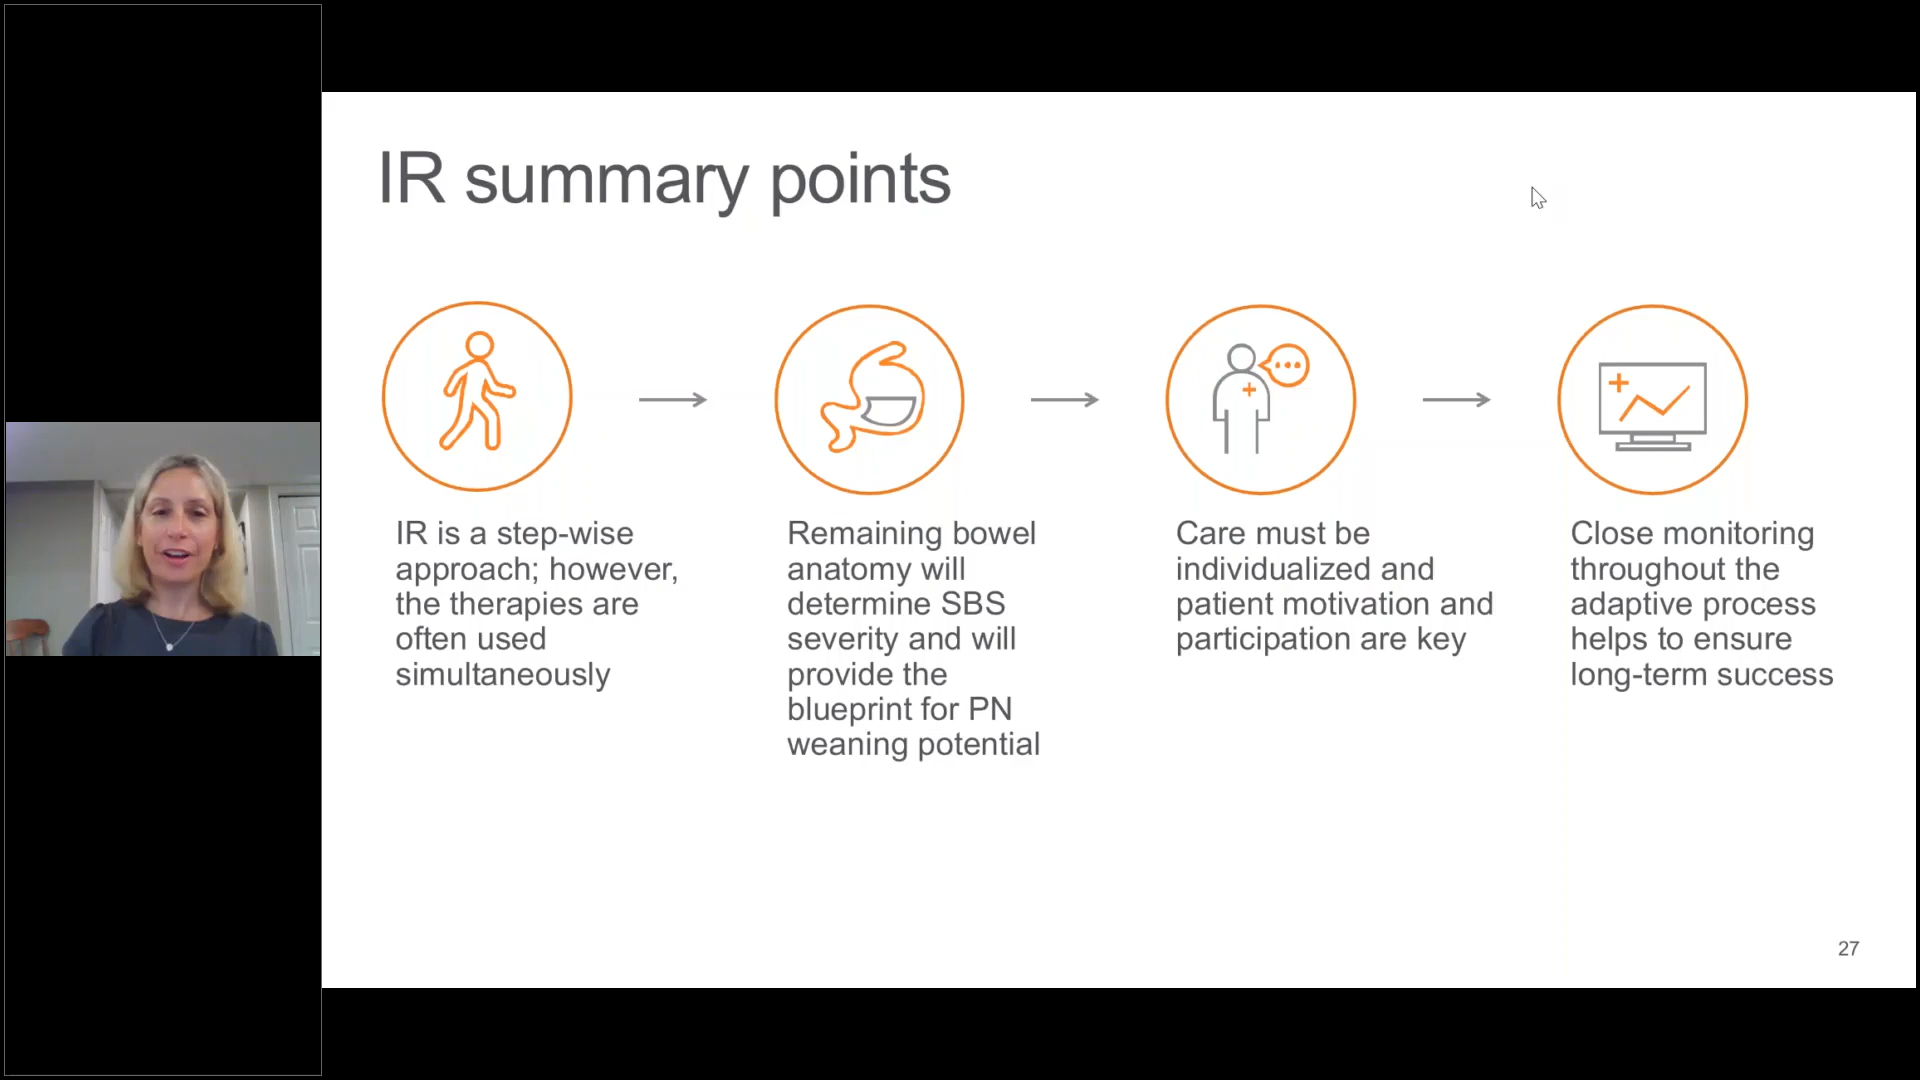 IR summary points
IR is a step-wise
approach; however,
the therapies are
often used
simultaneously
Remaining bowel
anatomy will
determine SBS
severity and will
provide the
blueprint for PN
weaning potential
Care must be
individualized and
patient motivation and
participation are key
Close monitoring
throughout the
adaptive process
helps to ensure
long-term success
27